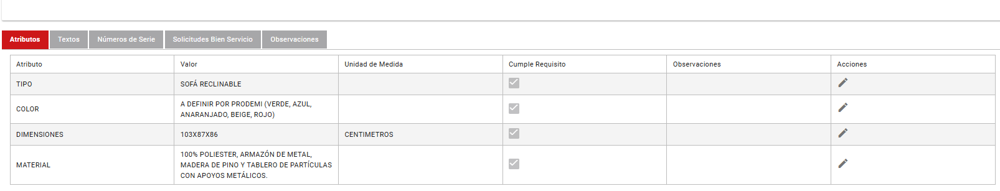 Atributos Textos Números de Serie Solicitudes Bien Servicio Observaciones
Atributo Valor Unidad de Medida Cumple Requisito Observaciones Acciones
TIPO SOFÁ RECLINABLE
COLOR A DEFINIR POR PRODEMI (VERDE, AZUL,
ANARANJADO, BEIGE, ROJO)
DIMENSIONES 103X87X86 CENTIMETROS
MATERIAL 100% POLIESTER, ARMAZÓN DE METAL,
MADERA DE PINO Y TABLERO DE PARTÍCULAS
CON APOYOS METÁLICOS.